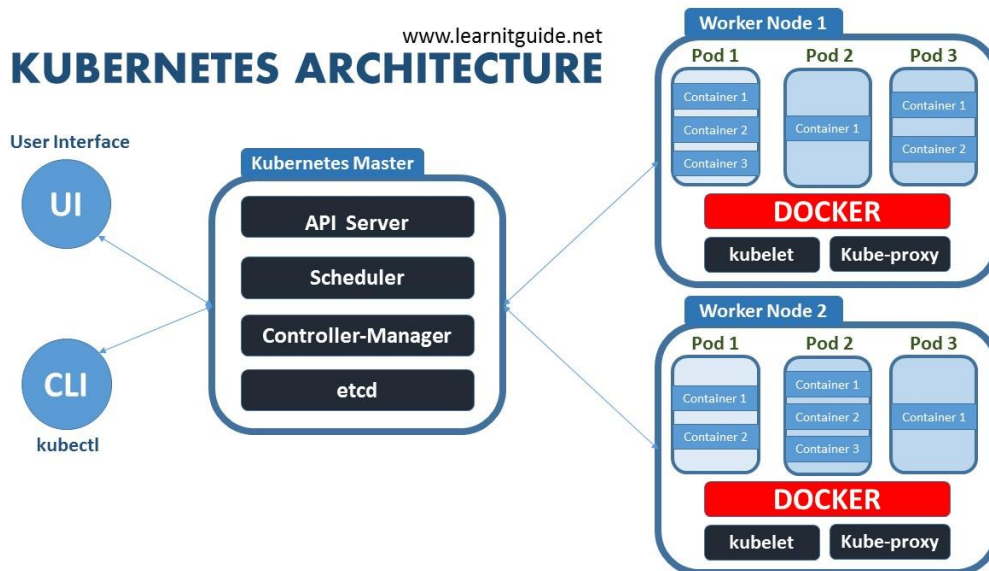 www.learnitguide.net
KUBERNETES ARCHITECTURE
User Interface
UI
CLI
kubectl
Kubernetes Master
API Server
Scheduler
Controller-Manager
etcd
Worker Node 1
Pod 1
Pod 2
Pod 3
Container 1
Container 2
Container 3
Container 1
Container 1
Container 2
DOCKER
kubelet
Kube-proxy
Worker Node 2
Pod 1
Pod 2
Pod 3
Container 1
Container 2
Container 1
Container 2
Container 3
Container 1
DOCKER
kubelet
Kube-proxy